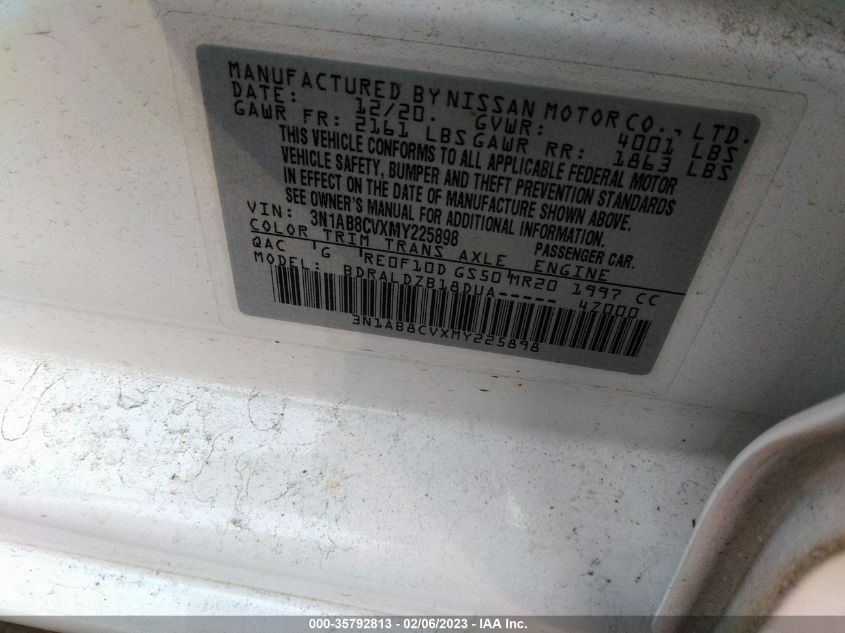 MANUFACTURED BY NISSAN MOTOR CO., LTD.
DATE: 12/20. GVWR: 4001 LBS
GAWR FR: 2161 LBS GAWR RR: 1863 LBS
THIS VEHICLE CONFORMS TO ALL APPLICABLE FEDERAL MOTOR
VEHICLE SAFETY, BUMPER AND THEFT PREVENTION STANDARDS
IN EFFECT ON THE DATE OF MANUFACTURE SHOWN ABOVE.
SEE OWNER'S MANUAL FOR ADDITIONAL INFORMATION.
VIN: 3N1AB8CVXMY225898 PASSENGER CAR.
COLOR TRIM TRANS AXLE ENGINE
QAC G RE0F10D GS50 MR20 1997 CC
MODEL: BDRALDZB18DUA----- 4Z000
3N1AB8CVXMY225898
000-35792813 - 02/06/2023 - IAA Inc.